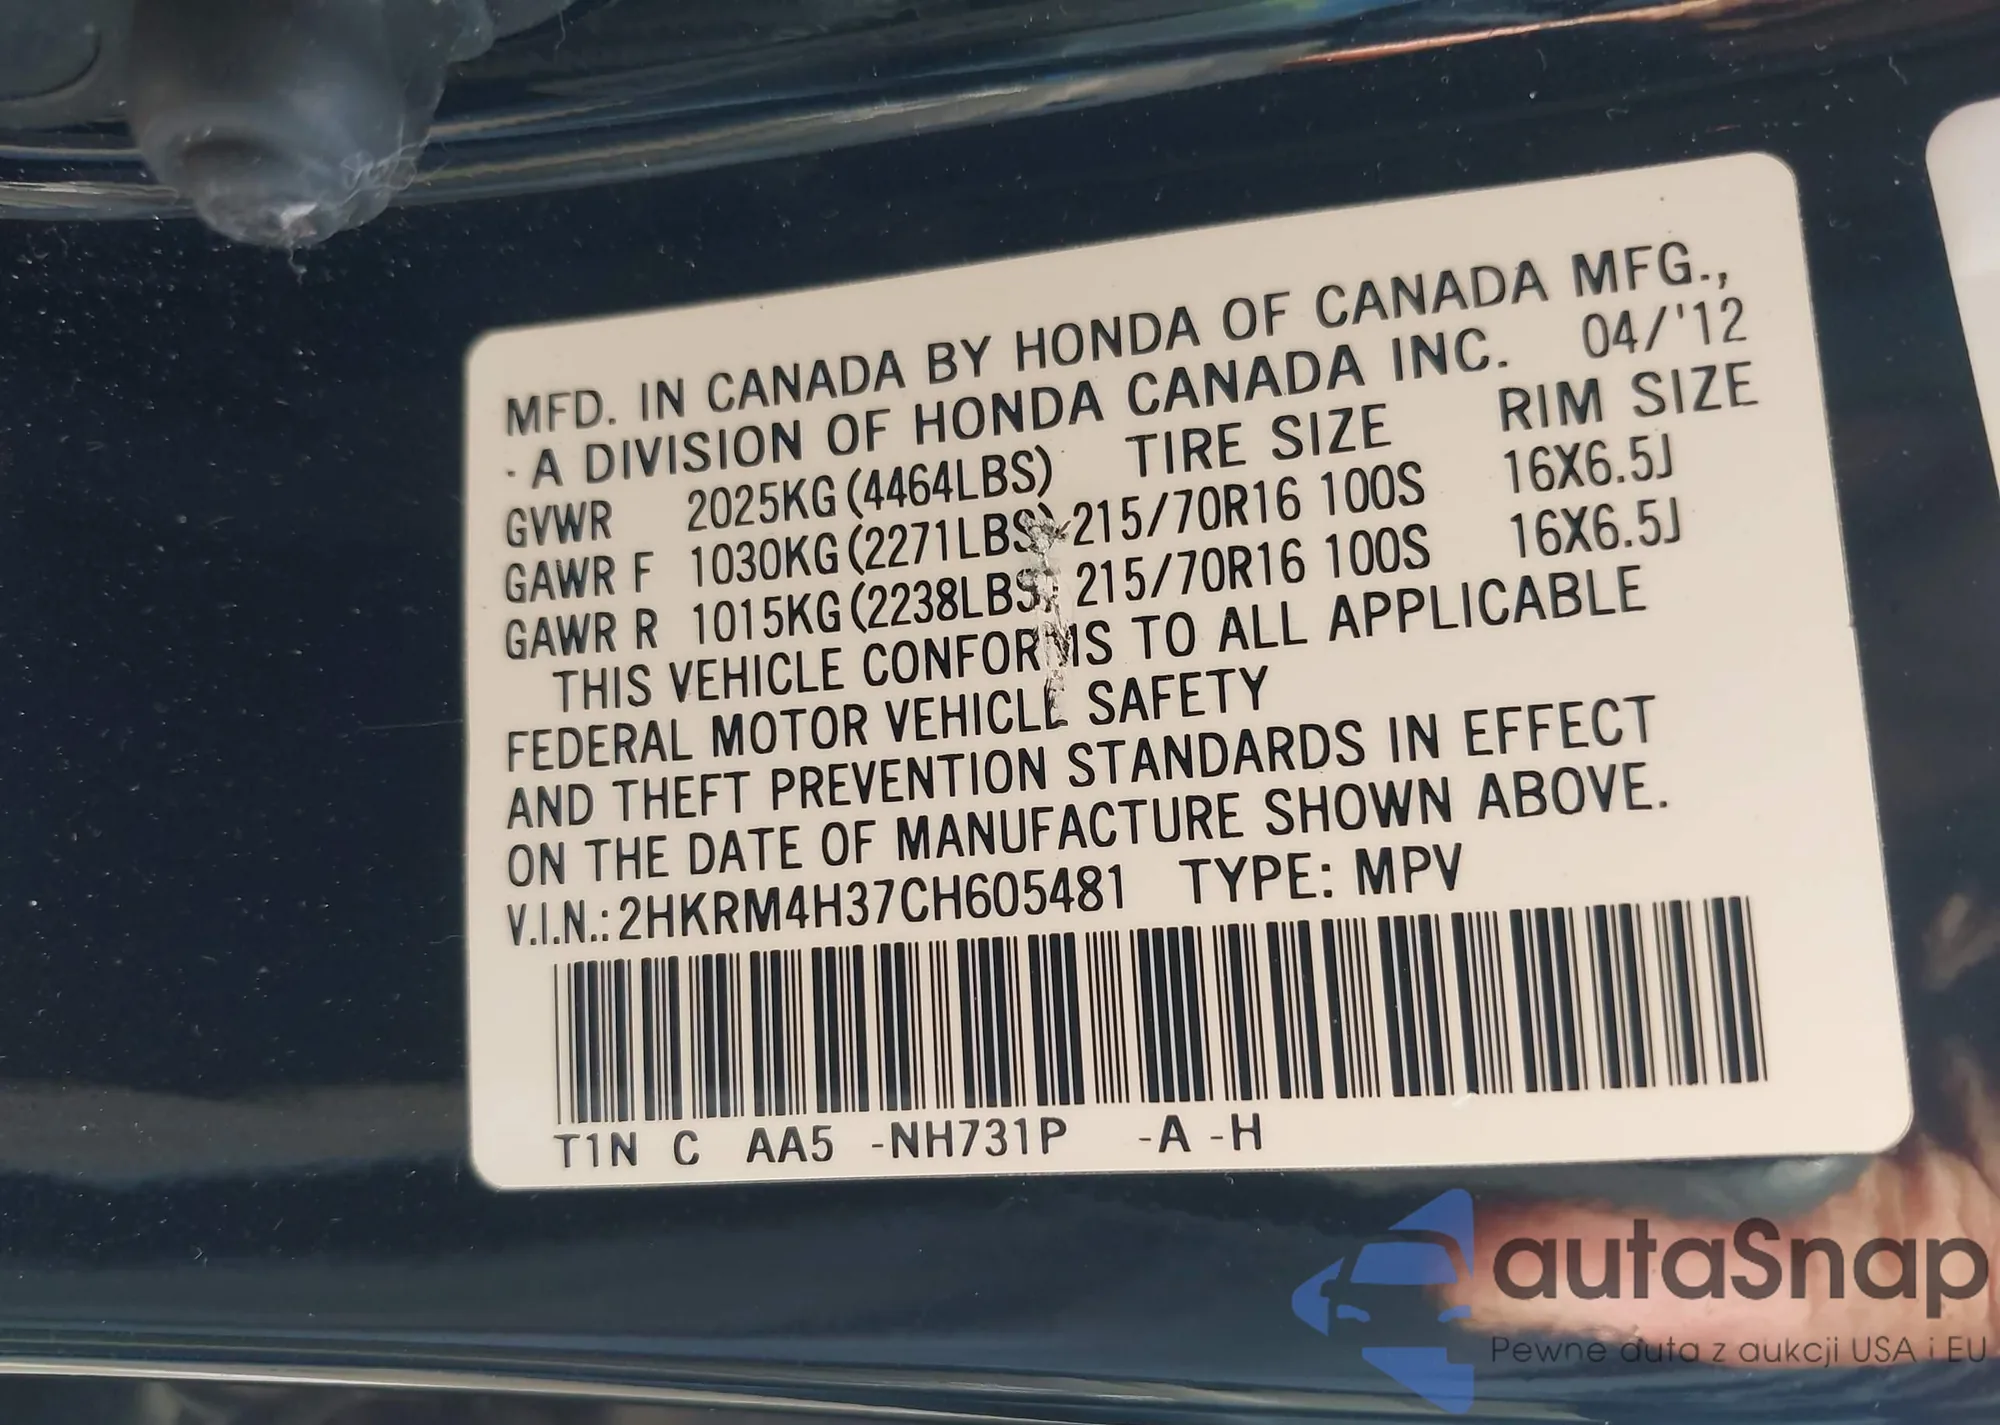 MFD. IN CANADA BY HONDA OF CANADA MFG.,
· A DIVISION OF HONDA CANADA INC. 04/'12
GVWR 2025KG (4464LBS) TIRE SIZE RIM SIZE
GAWR F 1030KG (2271LBS) 215/70R16 100S 16X6.5J
GAWR R 1015KG (2238LBS) 215/70R16 100S 16X6.5J
THIS VEHICLE CONFORMS TO ALL APPLICABLE
FEDERAL MOTOR VEHICLE SAFETY
AND THEFT PREVENTION STANDARDS IN EFFECT
ON THE DATE OF MANUFACTURE SHOWN ABOVE.
V.I.N.: 2HKRM4H37CH605481 TYPE: MPV
T1N C AA5 -NH731P -A -H
autaSnap
Pewne auta z aukcji USA i EU